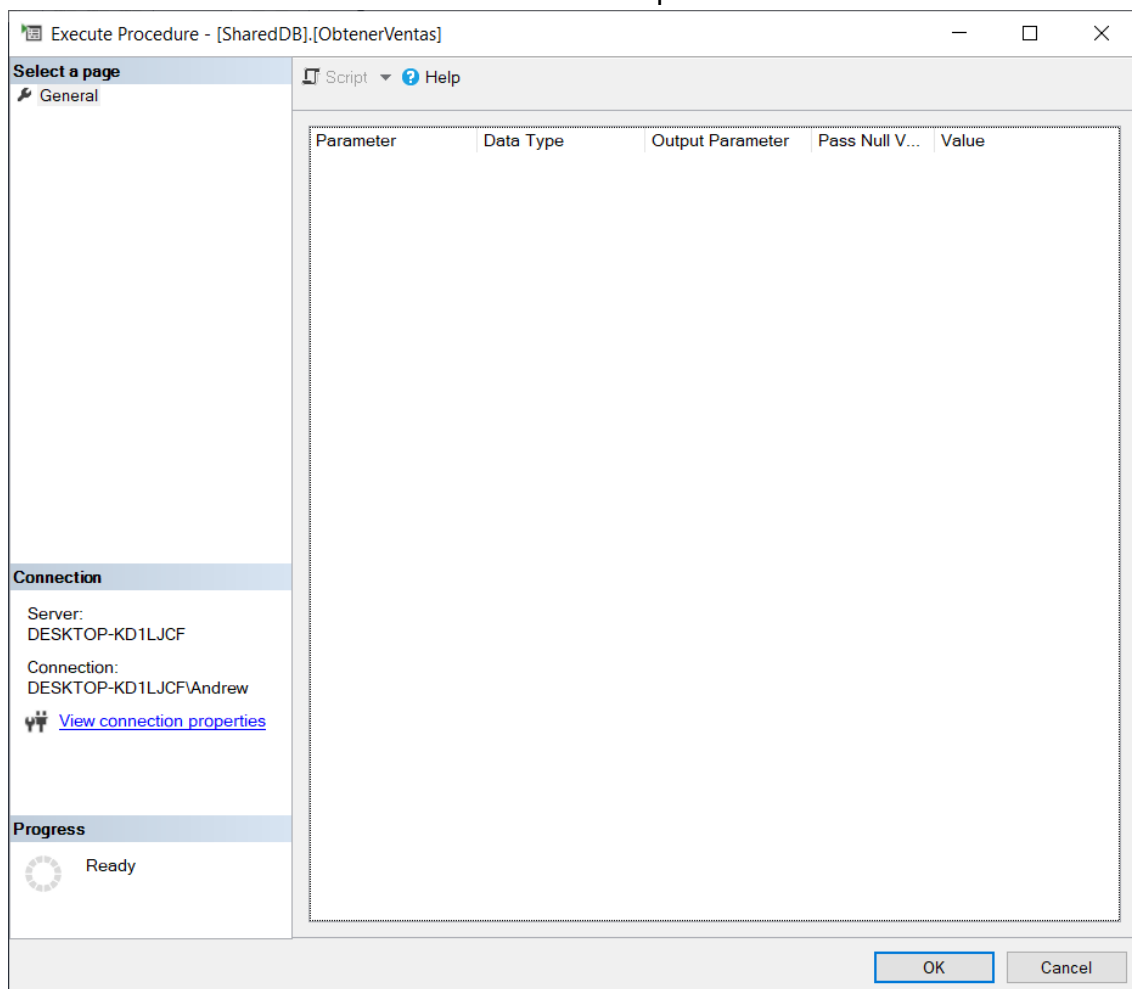 Execute Procedure - [SharedDB].[ObtenerVentas]
Select a page
General
Script Help
Parameter Data Type Output Parameter Pass Null V... Value
Connection
Server:
DESKTOP-KD1LJCF
Connection:
DESKTOP-KD1LJCF\Andrew
View connection properties
Progress
Ready
OK Cancel